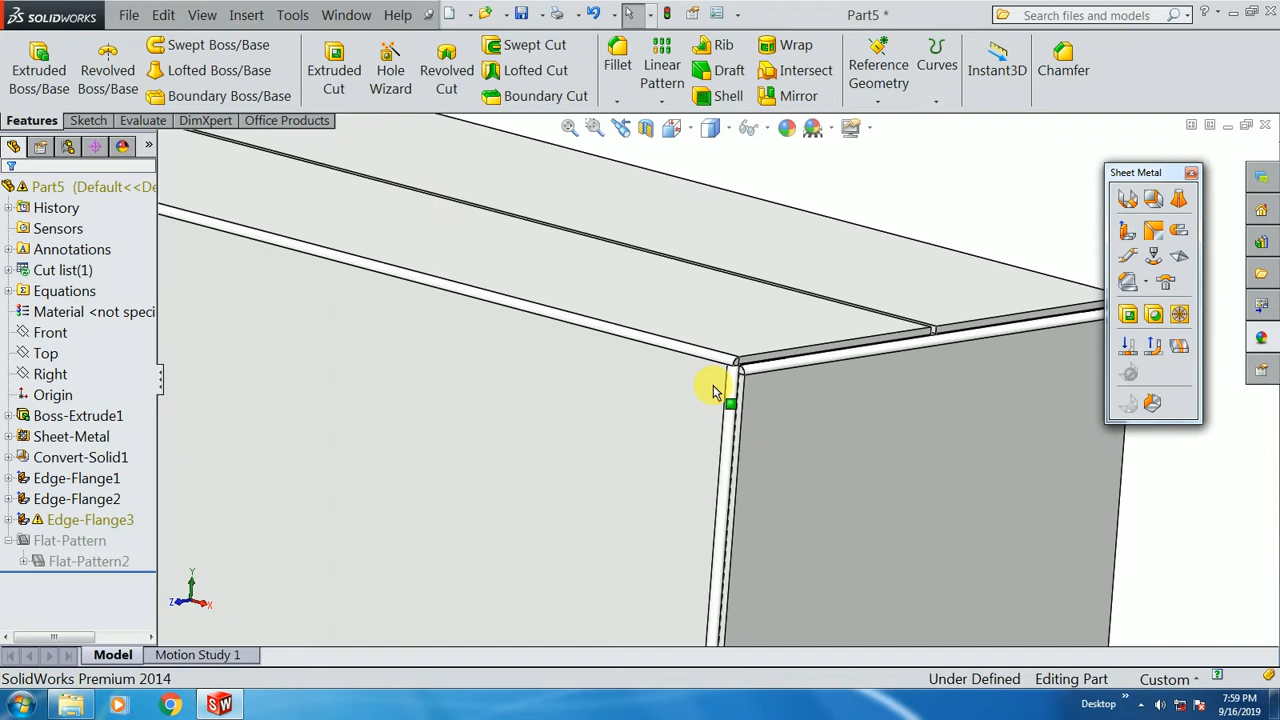 SOLIDWORKS File Edit View Insert Tools Window Help Part5 * Search files and models
Extruded Boss/Base
Revolved Boss/Base
Swept Boss/Base
Lofted Boss/Base
Boundary Boss/Base
Extruded Cut
Hole Wizard
Revolved Cut
Swept Cut
Lofted Cut
Boundary Cut
Fillet
Linear Pattern
Rib
Draft
Shell
Wrap
Intersect
Mirror
Reference Geometry
Curves
Instant3D
Chamfer
Features Sketch Evaluate DimXpert Office Products
Part5 (Default<<De
History
Sensors
Annotations
Cut list(1)
Equations
Material <not speci
Front
Top
Right
Origin
Boss-Extrude1
Sheet-Metal
Convert-Solid1
Edge-Flange1
Edge-Flange2
Edge-Flange3
Flat-Pattern
Flat-Pattern2
Sheet Metal
Y
Z
X
Model Motion Study 1
SolidWorks Premium 2014 Under Defined Editing Part Custom
Desktop 7:59 PM
9/16/2019